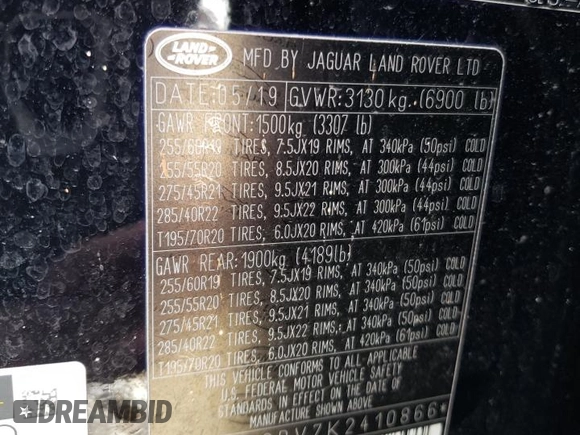 LAND ROVER
MFD BY JAGUAR LAND ROVER LTD
DATE:05/19 GVWR:3130 kg. (6900 lb)
GAWR FRONT:1500kg (3307 lb)
255/60R19 TIRES, 7.5JX19 RIMS, AT 340kPa (50psi) COLD
255/55R20 TIRES, 8.5JX20 RIMS, AT 300kPa (44psi) COLD
275/45R21 TIRES, 9.5JX21 RIMS, AT 300kPa (44psi) COLD
285/40R22 TIRES, 9.5JX22 RIMS, AT 300kPa (44psi) COLD
T195/70R20 TIRES, 6.0JX20 RIMS, AT 420kPa (61psi) COLD
GAWR REAR:1900kg (4189lb)
255/60R19 TIRES, 7.5JX19 RIMS, AT 340kPa (50psi) COLD
255/55R20 TIRES, 8.5JX20 RIMS, AT 340kPa (50psi) COLD
275/45R21 TIRES, 9.5JX21 RIMS, AT 340kPa (50psi) COLD
285/40R22 TIRES, 9.5JX22 RIMS, AT 340kPa (50psi) COLD
T195/70R20 TIRES, 6.0JX20 RIMS, AT 420kPa (61psi) COLD
THIS VEHICLE CONFORMS TO ALL APPLICABLE
U.S. FEDERAL MOTOR VEHICLE SAFETY
IN EFFECT ON THE DATE OF
MANUFACTURE
V7K2410866*
DREAMBID